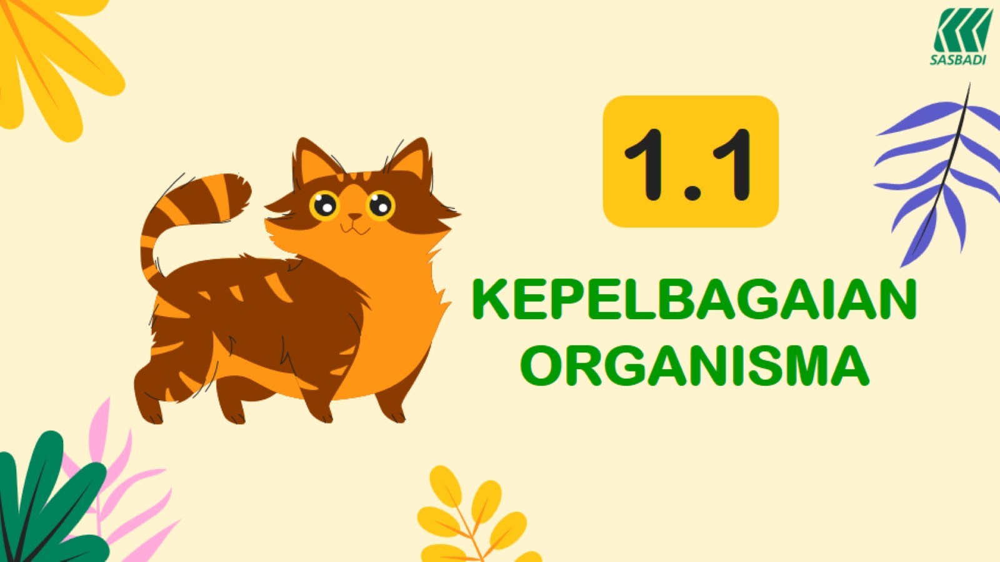 SASBADI
1.1
KEPELBAGAIAN
ORGANISMA